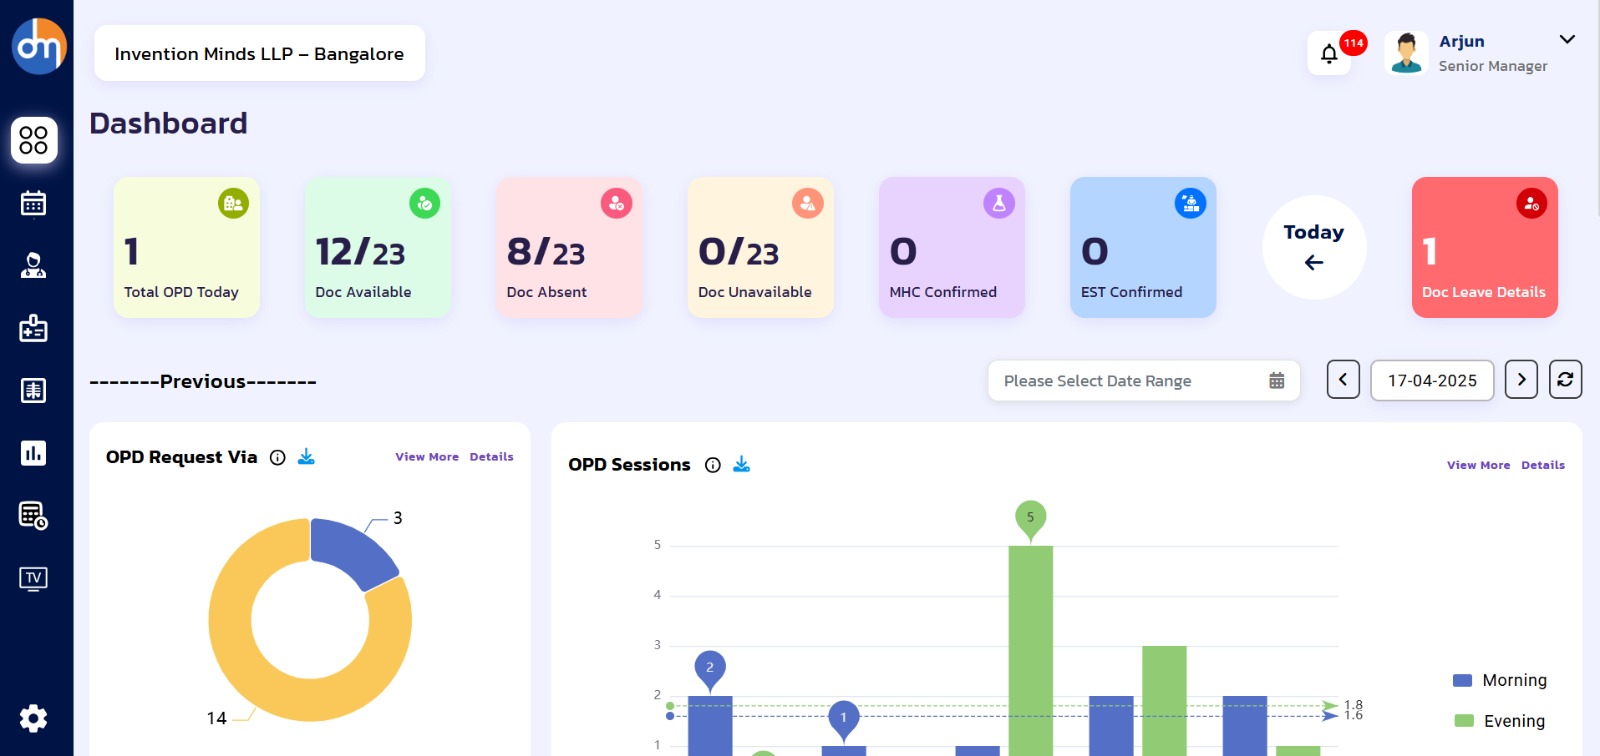 dm
Invention Minds LLP – Bangalore
114
Arjun
Senior Manager
Dashboard
1
Total OPD Today
12/23
Doc Available
8/23
Doc Absent
0/23
Doc Unavailable
0
MHC Confirmed
0
EST Confirmed
Today
1
Doc Leave Details
-------Previous-------
Please Select Date Range
17-04-2025
OPD Request Via
View More Details
3
14
OPD Sessions
View More Details
5
4
3
2
1
5
2
1
1.8
1.6
Morning
Evening
TV